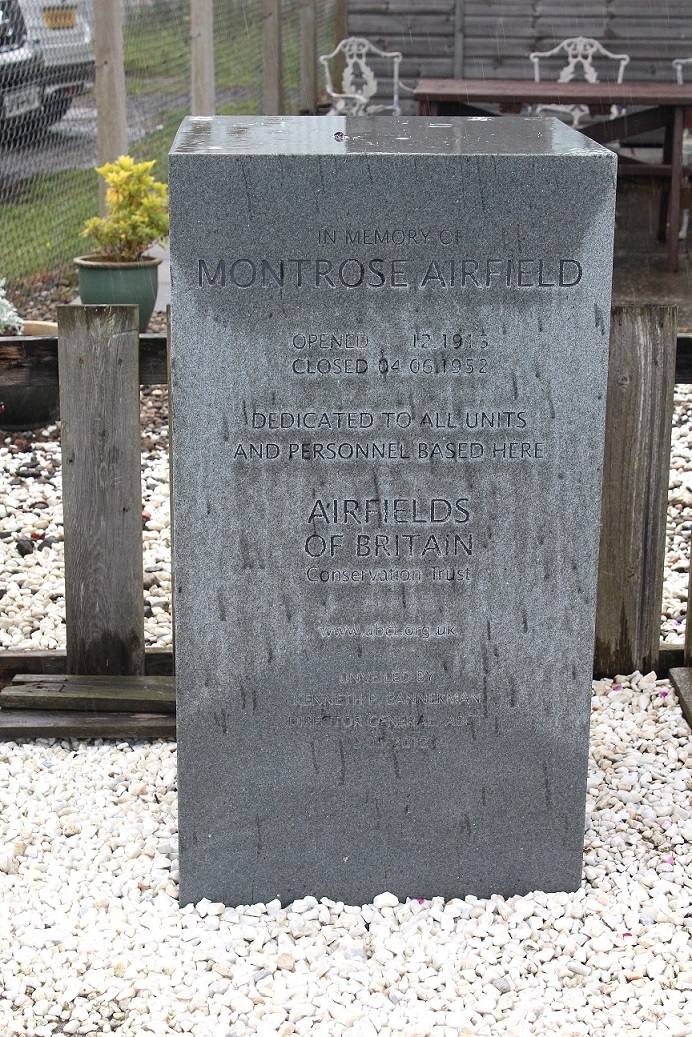 IN MEMORY OF
MONTROSE AIRFIELD
OPENED 12.1913
CLOSED 04.06.1952
DEDICATED TO ALL UNITS
AND PERSONNEL BASED HERE
AIRFIELDS
OF BRITAIN
Conservation Trust
www.abct.org.uk
UNVEILED BY
KENNETH BANNERMAN
DIRECTOR GENERAL ABCT